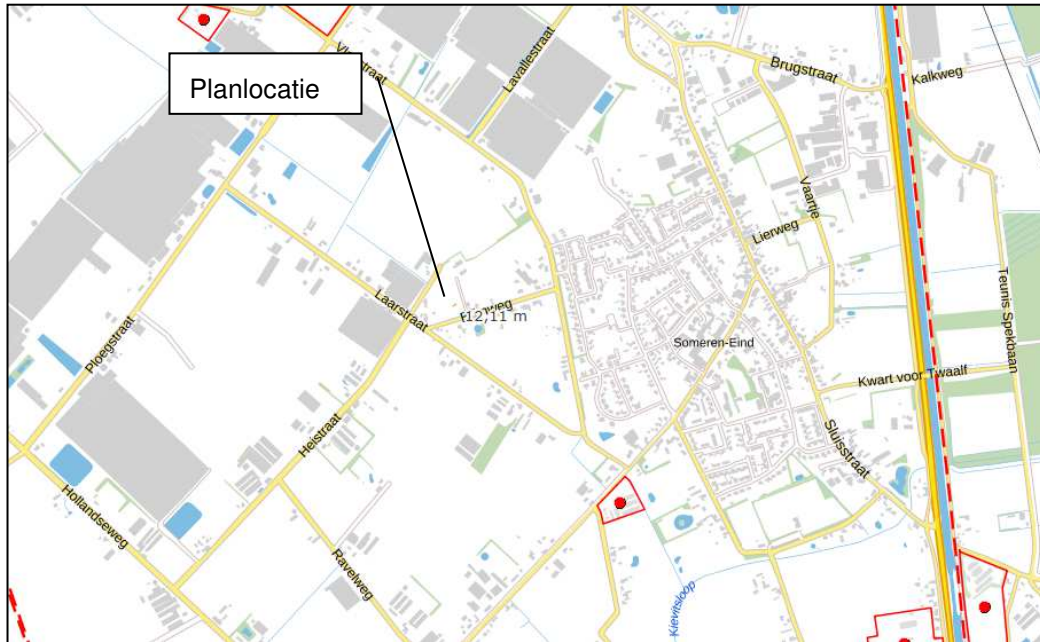 Planlocatie
Lavallestraat
Brugstraat
Kalkweg
Vaartje
Lierweg
Teunis Spekbaan
Ploegstraat
Laarstraat
12,11 m
Someren-Eind
Kwart voor Twaalf
Heistraat
Sluisstraat
Hollandseweg
Ravelweg
Kievitsloop